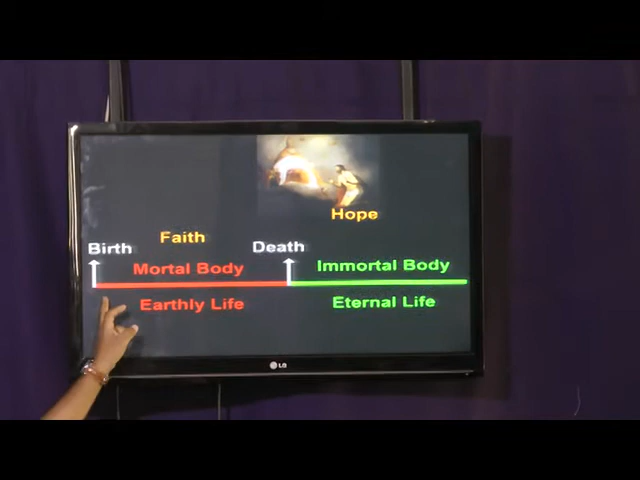 Hope
Faith
Birth
Death
Mortal Body
Immortal Body
Earthly Life
Eternal Life
LG